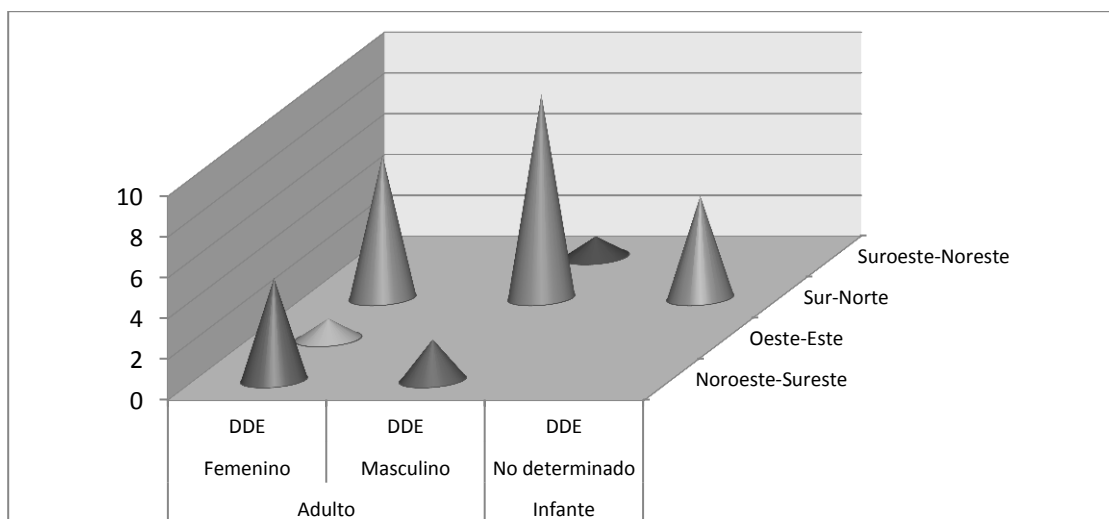 10
8
6
4
2
0
Suroeste-Noreste
Sur-Norte
Oeste-Este
Noroeste-Sureste
DDE DDE DDE
Femenino Masculino No determinado
Adulto Infante